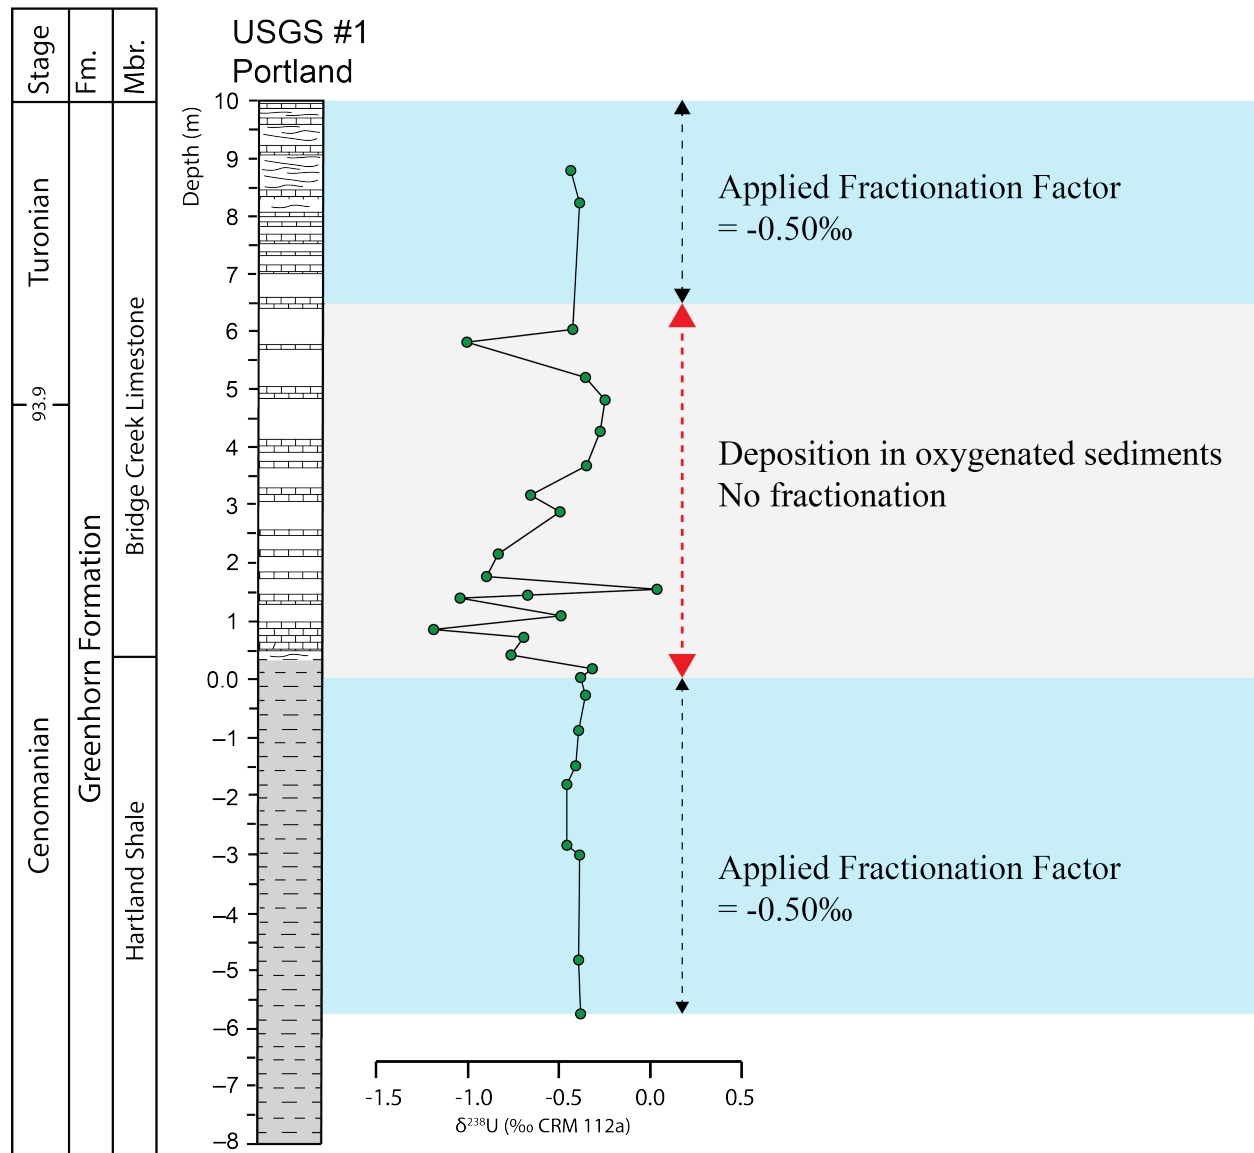 Stage
Fm.
Mbr.
USGS #1
Portland
Depth (m)
Turonian
93.9
Cenomanian
Greenhorn Formation
Bridge Creek Limestone
Hartland Shale
10
9
8
7
6
5
4
3
2
1
0.0
−1
−2
−3
−4
−5
−6
−7
−8
Applied Fractionation Factor
= -0.50‰
Deposition in oxygenated sediments
No fractionation
Applied Fractionation Factor
= -0.50‰
-1.5 -1.0 -0.5 0.0 0.5
δ²³⁸U (‰ CRM 112a)